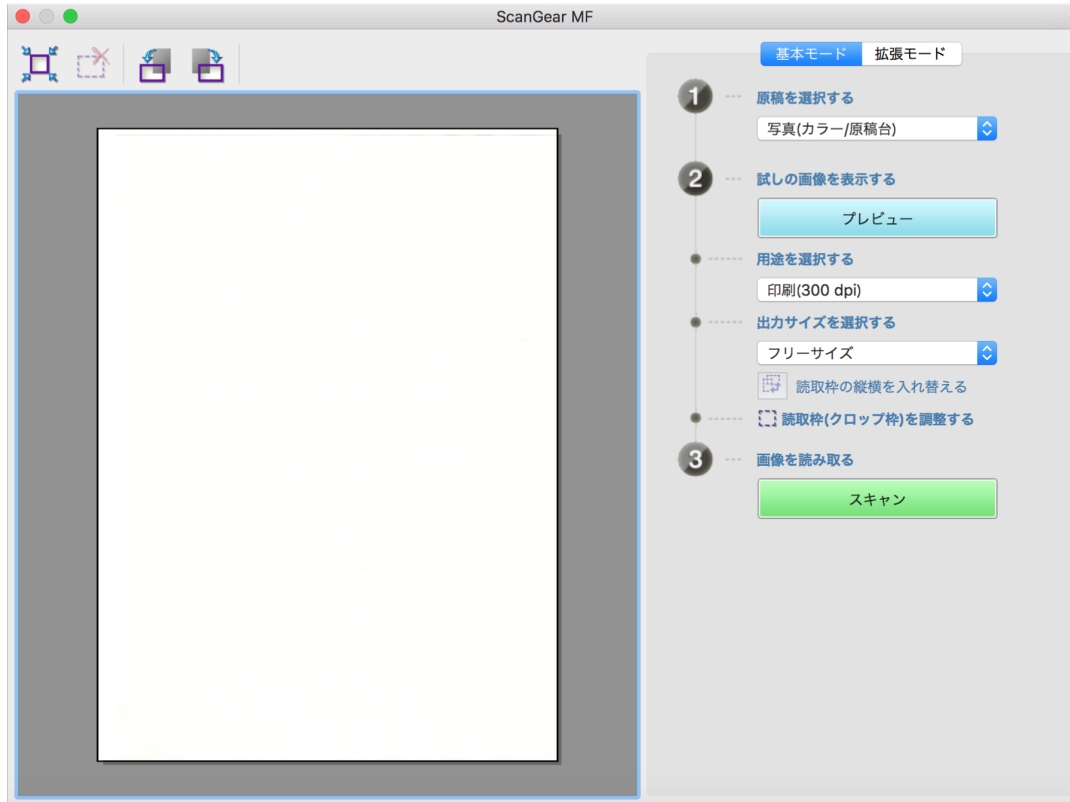 ScanGear MF
基本モード 拡張モード
1 原稿を選択する
写真(カラー/原稿台)
2 試しの画像を表示する
プレビュー
用途を選択する
印刷(300 dpi)
出力サイズを選択する
フリーサイズ
読取枠の縦横を入れ替える
読取枠(クロップ枠)を調整する
3 画像を読み取る
スキャン